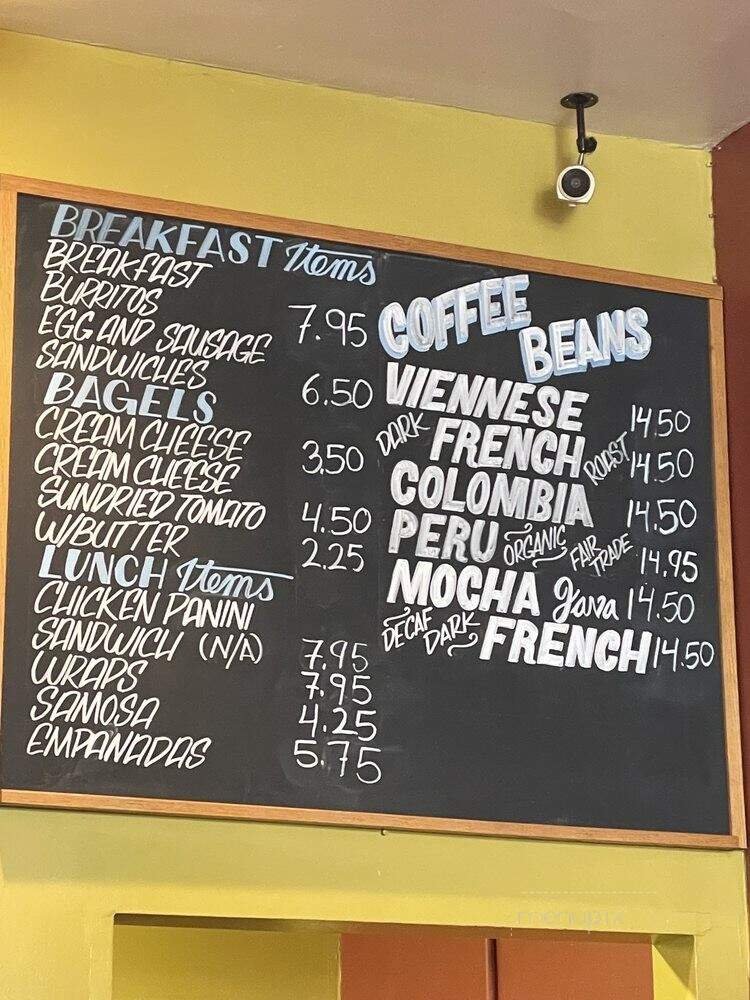 BREAKFAST Items
BREAKFAST
BURRITOS 7.95
EGG AND SAUSAGE
SANDWICHES 6.50
BAGELS
CREAM CHEESE 3.50
CREAM CHEESE
SUNDRIED TOMATO 4.50
W/BUTTER 2.25
LUNCH Items
CHICKEN PANINI
SANDWICH (N/A) 7.95
WRAPS 7.95
SAMOSA 4.25
EMPANADAS 5.75
COFFEE
BEANS
VIENNESE 14.50
DARK FRENCH ROAST 14.50
COLOMBIA 14.50
PERU ORGANIC FAIR TRADE 14.95
MOCHA Java 14.50
DECAF DARK FRENCH 14.50
menupix